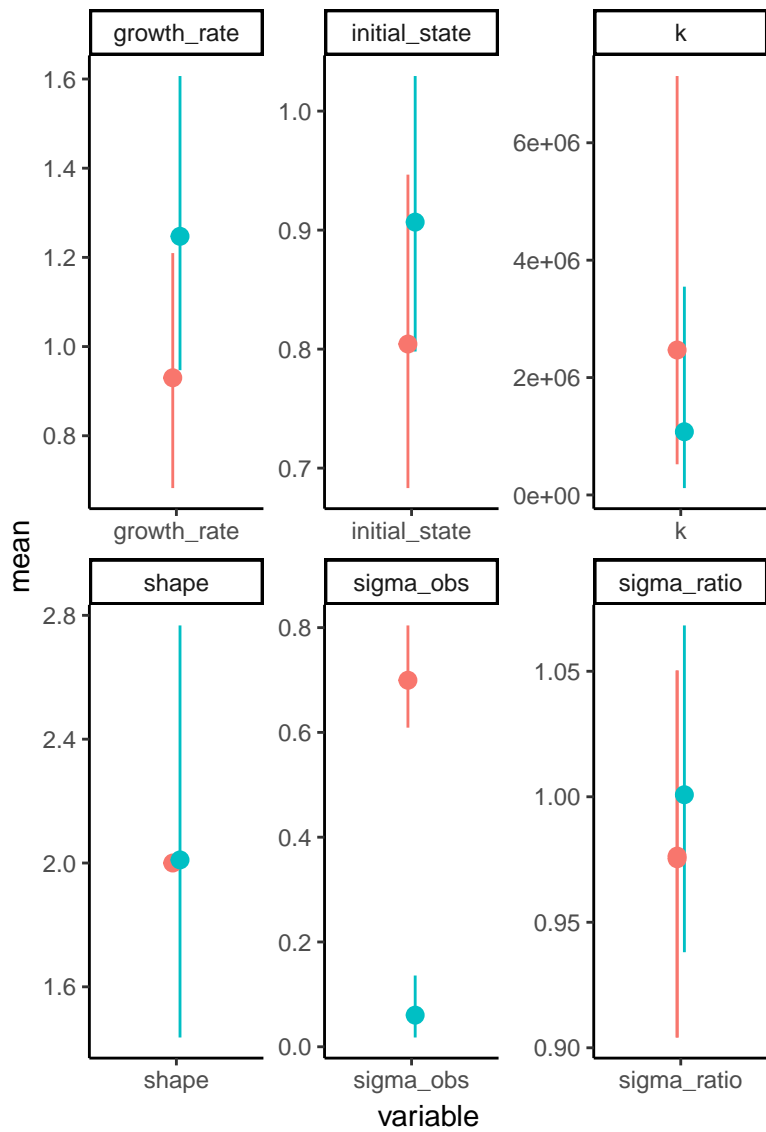 growth_rate initial_state k
1.6
1.4
1.2
1.0
0.8
1.0
0.9
0.8
0.7
6e+06
4e+06
2e+06
0e+00
growth_rate initial_state k
mean
shape sigma_obs sigma_ratio
2.8
2.4
2.0
1.6
0.8
0.6
0.4
0.2
0.0
1.05
1.00
0.95
0.90
shape sigma_obs sigma_ratio
variable